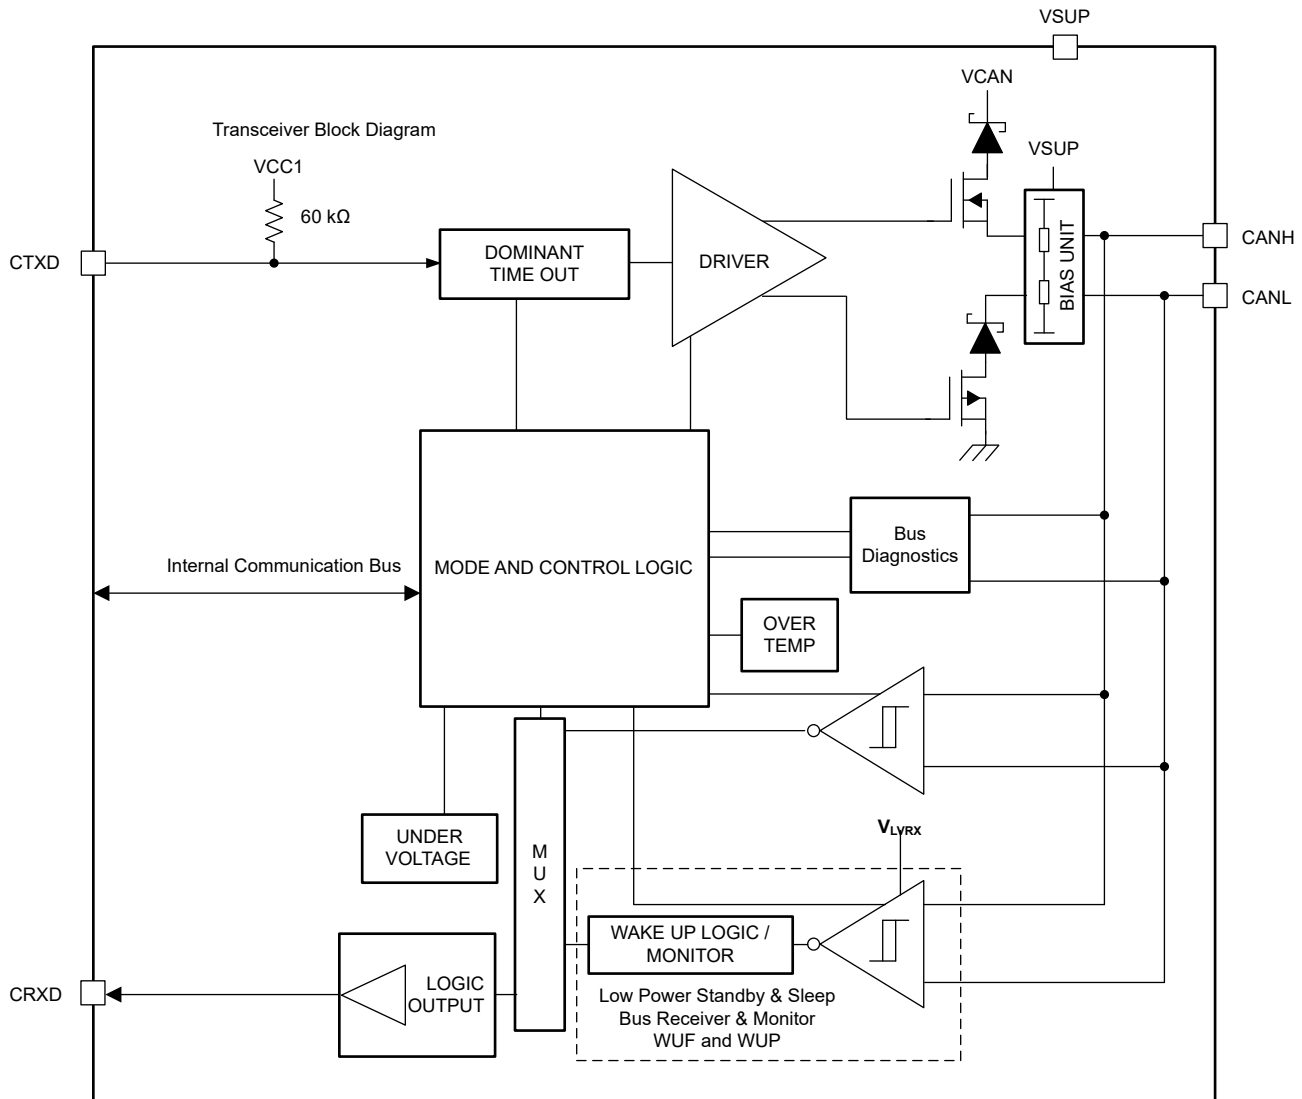 VSUP
VCAN
Transceiver Block Diagram
VCC1
60 kΩ
VSUP
CTXD
DOMINANT
TIME OUT
DRIVER
BIAS UNIT
CANH
CANL
Internal Communication Bus
MODE AND CONTROL LOGIC
Bus
Diagnostics
OVER
TEMP
UNDER
VOLTAGE
M
U
X
VLVRX
WAKE UP LOGIC /
MONITOR
Low Power Standby & Sleep
Bus Receiver & Monitor
WUF and WUP
CRXD
LOGIC
OUTPUT